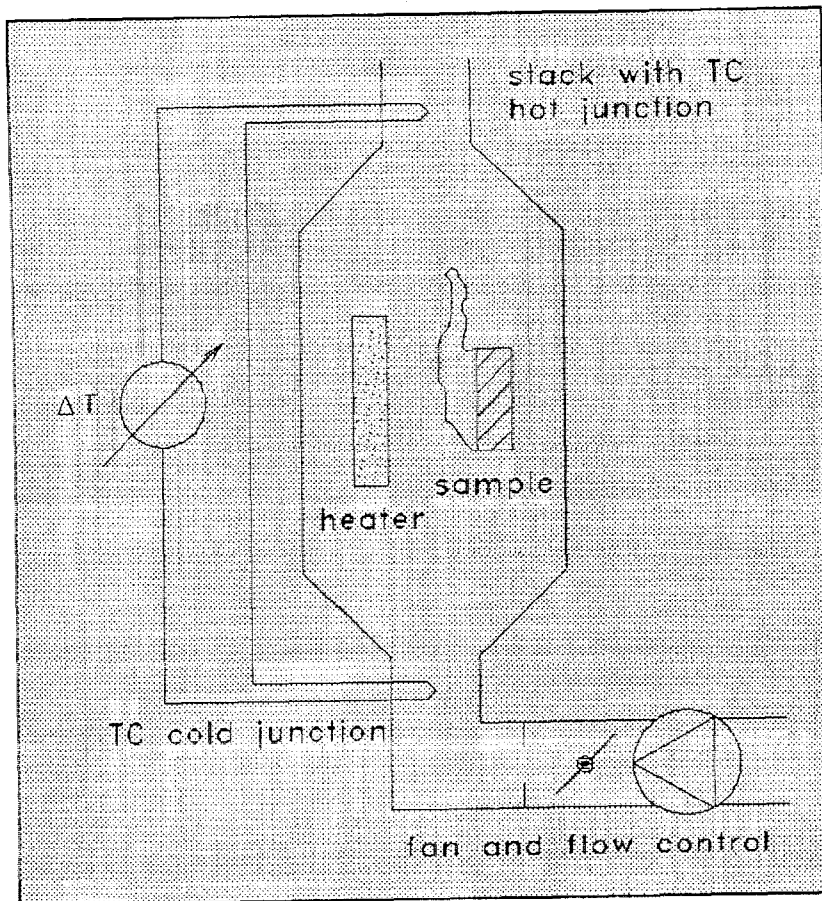 stack with TC
hot junction
ΔT
sample
heater
TC cold junction
fan and flow control